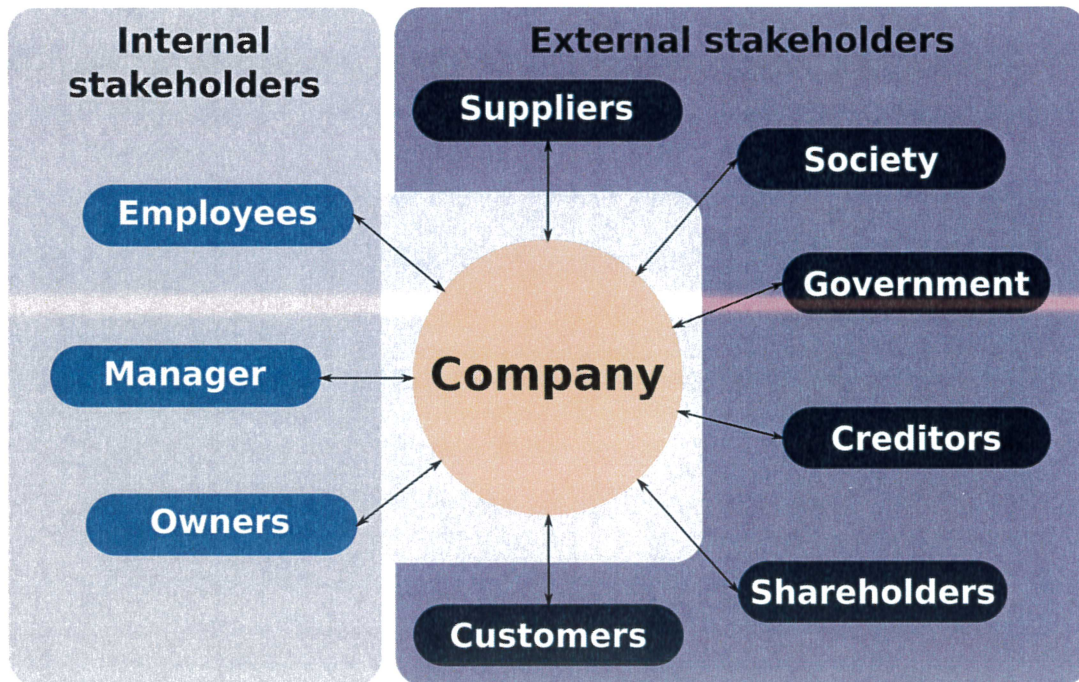 Internal
stakeholders
Employees
Manager
Owners
Company
External stakeholders
Suppliers
Society
Government
Creditors
Shareholders
Customers